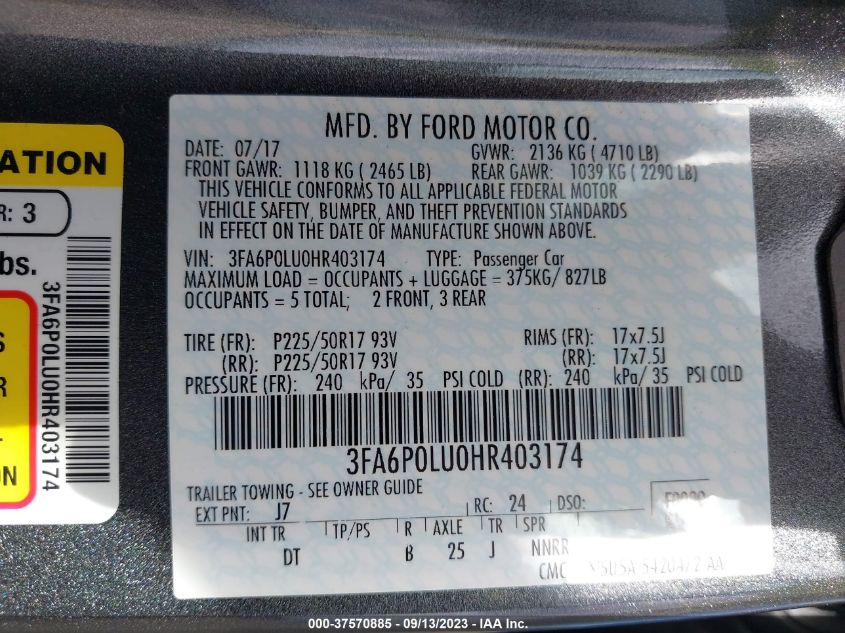 ATION
R: 3
bs.
S
ER
ON
3FA6P0LU0HR403174
MFD. BY FORD MOTOR CO.
DATE: 07/17 GVWR: 2136 KG ( 4710 LB)
FRONT GAWR: 1118 KG ( 2465 LB) REAR GAWR: 1039 KG ( 2290 LB)
THIS VEHICLE CONFORMS TO ALL APPLICABLE FEDERAL MOTOR
VEHICLE SAFETY, BUMPER, AND THEFT PREVENTION STANDARDS
IN EFFECT ON THE DATE OF MANUFACTURE SHOWN ABOVE.
VIN: 3FA6P0LU0HR403174 TYPE: Passenger Car
MAXIMUM LOAD = OCCUPANTS + LUGGAGE = 375KG/ 827LB
OCCUPANTS = 5 TOTAL; 2 FRONT, 3 REAR
TIRE (FR): P225/50R17 93V RIMS (FR): 17x7.5J
(RR): P225/50R17 93V (RR): 17x7.5J
PRESSURE (FR): 240 kPa/ 35 PSI COLD (RR): 240 kPa/ 35 PSI COLD
3FA6P0LU0HR403174
TRAILER TOWING - SEE OWNER GUIDE
EXT PNT: J7 RC: 24 DSO:
INT TR TP/PS R AXLE TR SPR
DT B 25 J NNRR
CMC
000-37570885 - 09/13/2023 - IAA Inc.